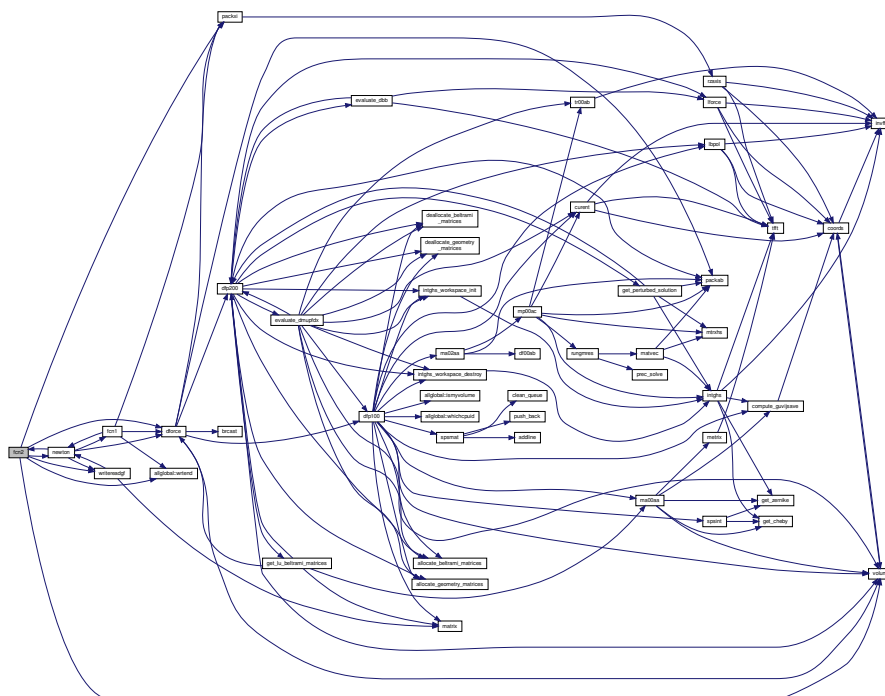 packxi
rzaxis
evaluate_dbb
tr00ab
lforce
invfft
lbpol
curent
deallocate_beltrami
_matrices
tfft
coords
deallocate_geometry
_matrices
packab
dfp200
intghs_workspace_init
get_perturbed_solution
evaluate_dmupfdx
mp00ac
mtrxhs
ma02aa
df00ab
rungmres
matvec
intghs_workspace_destroy
prec_solve
allglobal::ismyvolume
clean_queue
intghs
compute_guvijsave
dfp100
allglobal::whichcpuid
push_back
fcn1
dforce
brcast
spsmat
addline
metrix
fcn2
newton
writereadgf
allglobal::wrtend
ma00aa
get_zernike
spsint
get_cheby
get_lu_beltrami_matrices
allocate_beltrami_matrices
volume
allocate_geometry_matrices
matrix